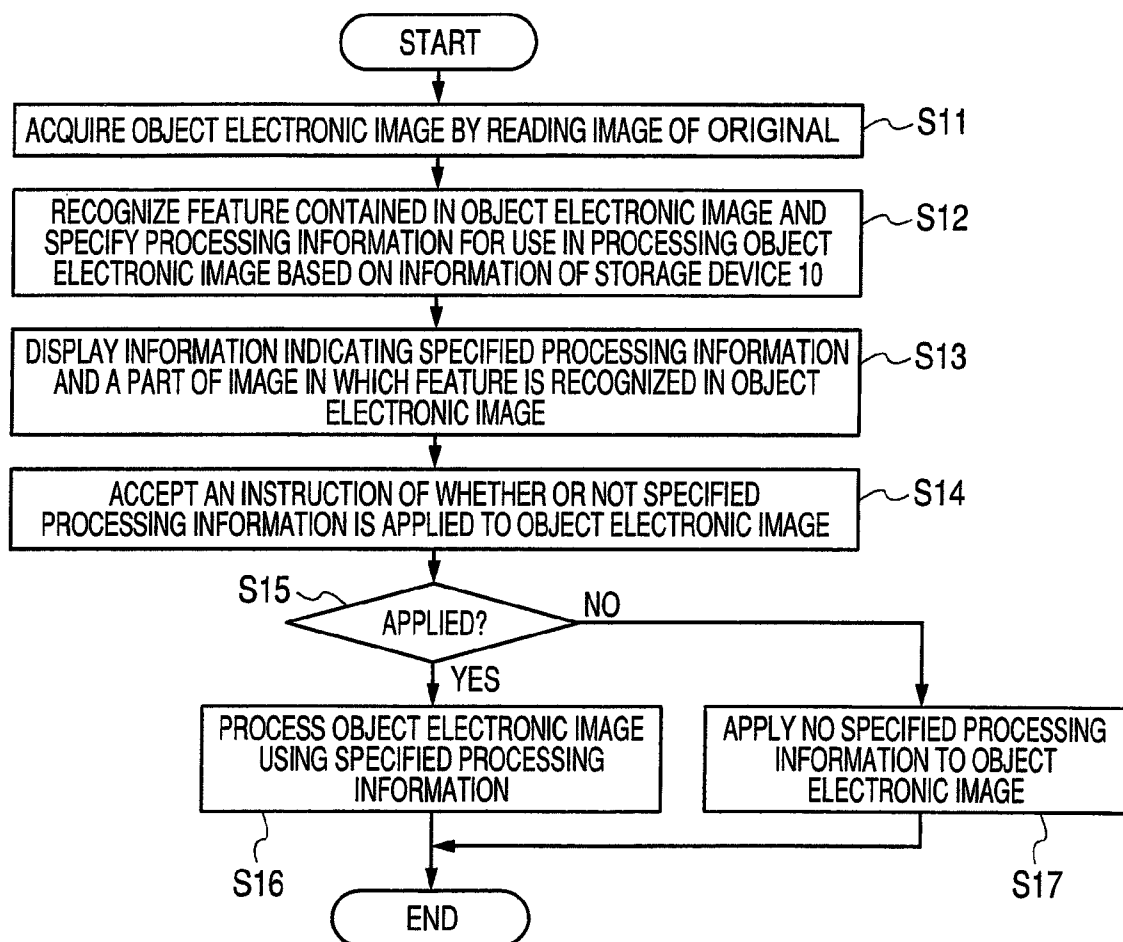 START
ACQUIRE OBJECT ELECTRONIC IMAGE BY READING IMAGE OF ORIGINAL
S11
RECOGNIZE FEATURE CONTAINED IN OBJECT ELECTRONIC IMAGE AND
SPECIFY PROCESSING INFORMATION FOR USE IN PROCESSING OBJECT
ELECTRONIC IMAGE BASED ON INFORMATION OF STORAGE DEVICE 10
S12
DISPLAY INFORMATION INDICATING SPECIFIED PROCESSING INFORMATION
AND A PART OF IMAGE IN WHICH FEATURE IS RECOGNIZED IN OBJECT
ELECTRONIC IMAGE
S13
ACCEPT AN INSTRUCTION OF WHETHER OR NOT SPECIFIED
PROCESSING INFORMATION IS APPLIED TO OBJECT ELECTRONIC IMAGE
S14
S15
APPLIED?
NO
YES
PROCESS OBJECT ELECTRONIC IMAGE
USING SPECIFIED PROCESSING
INFORMATION
S16
APPLY NO SPECIFIED PROCESSING
INFORMATION TO OBJECT
ELECTRONIC IMAGE
S17
END